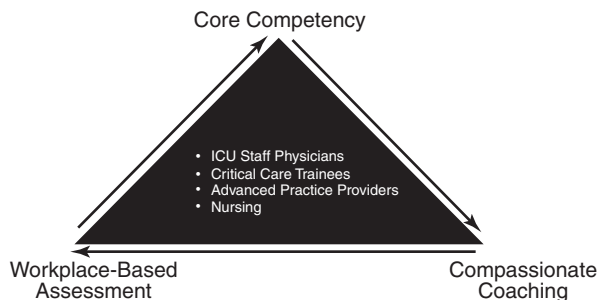 Core Competency
• ICU Staff Physicians
• Critical Care Trainees
• Advanced Practice Providers
• Nursing
Workplace-Based
Assessment
Compassionate
Coaching